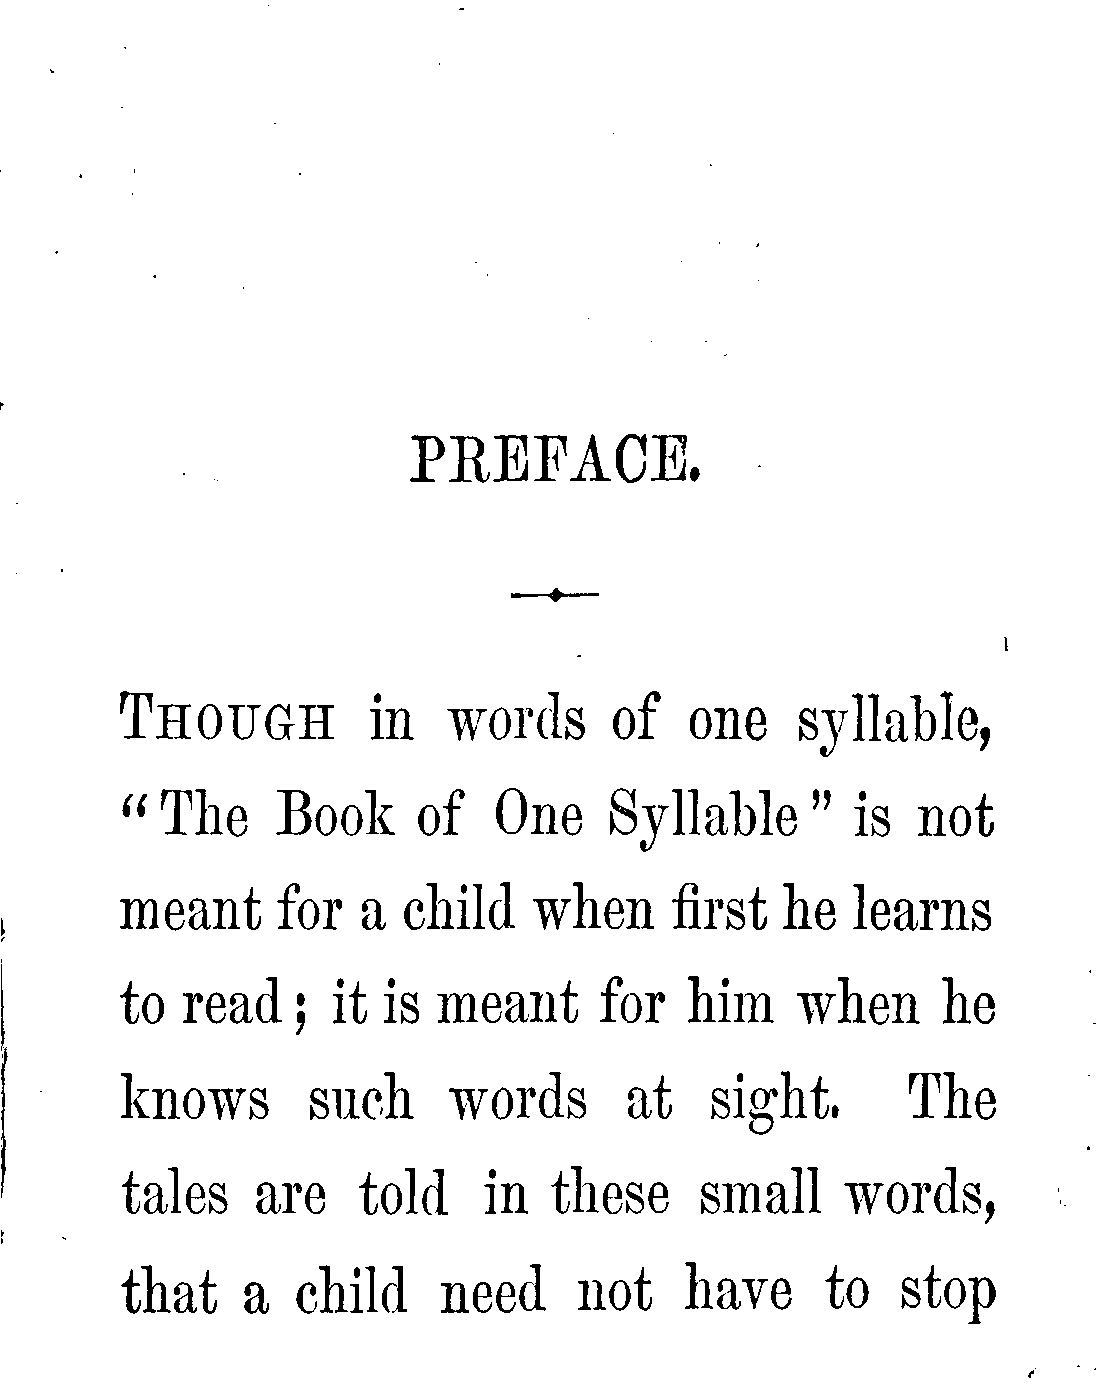 PREFACE.
THOUGH in words of one syllable,
“The Book of One Syllable” is not
meant for a child when first he learns
to read; it is meant for him when he
knows such words at sight. The
tales are told in these small words,
that a child need not have to stop